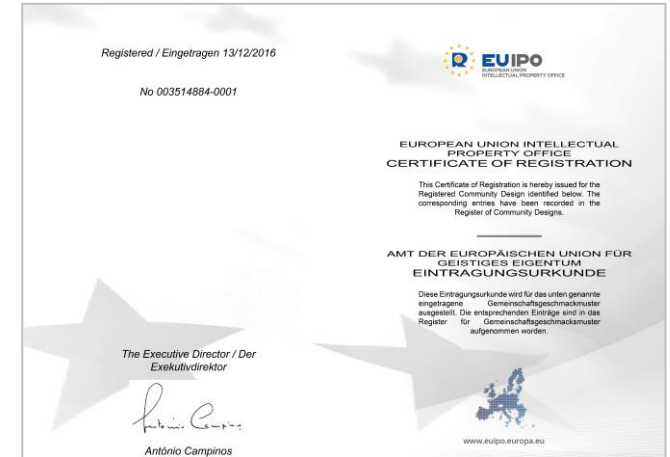 Registered / Eingetragen 13/12/2016
No 003514884-0001
The Executive Director / Der
Exekutivdirektor
António Campinos
EUIPO
EUROPEAN UNION
INTELLECTUAL PROPERTY OFFICE
EUROPEAN UNION INTELLECTUAL
PROPERTY OFFICE
CERTIFICATE OF REGISTRATION
This Certificate of Registration is hereby issued for the
Registered Community Design identified below. The
corresponding entries have been recorded in the
Register of Community Designs.
AMT DER EUROPÄISCHEN UNION FÜR
GEISTIGES EIGENTUM
EINTRAGUNGSURKUNDE
Diese Eintragungsurkunde wird für das unten genannte
eingetragene Gemeinschaftsgeschmacksmuster
ausgestellt. Die entsprechenden Einträge sind in das
Register für Gemeinschaftsgeschmacksmuster
aufgenommen worden.
www.euipo.europa.eu